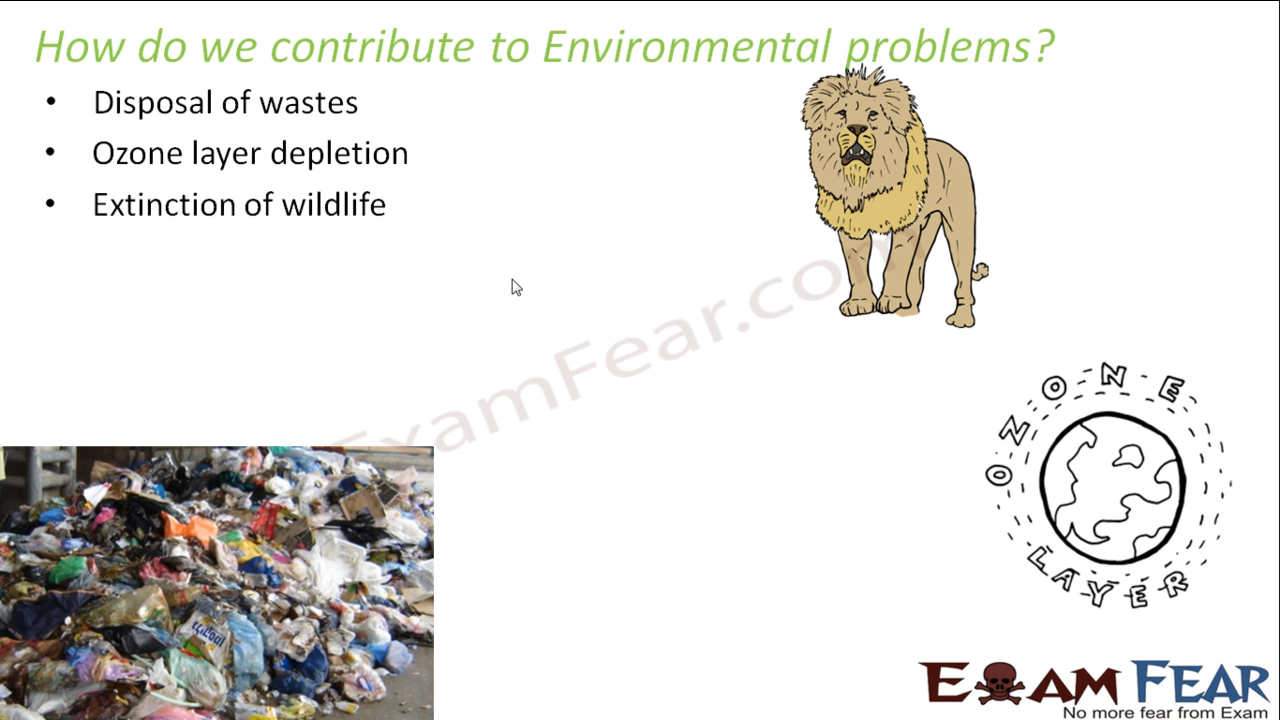 How do we contribute to Environmental problems?
• Disposal of wastes
• Ozone layer depletion
• Extinction of wildlife
ExamFear.com
OZONE
LAYER
EXAM FEAR
No more fear from Exam